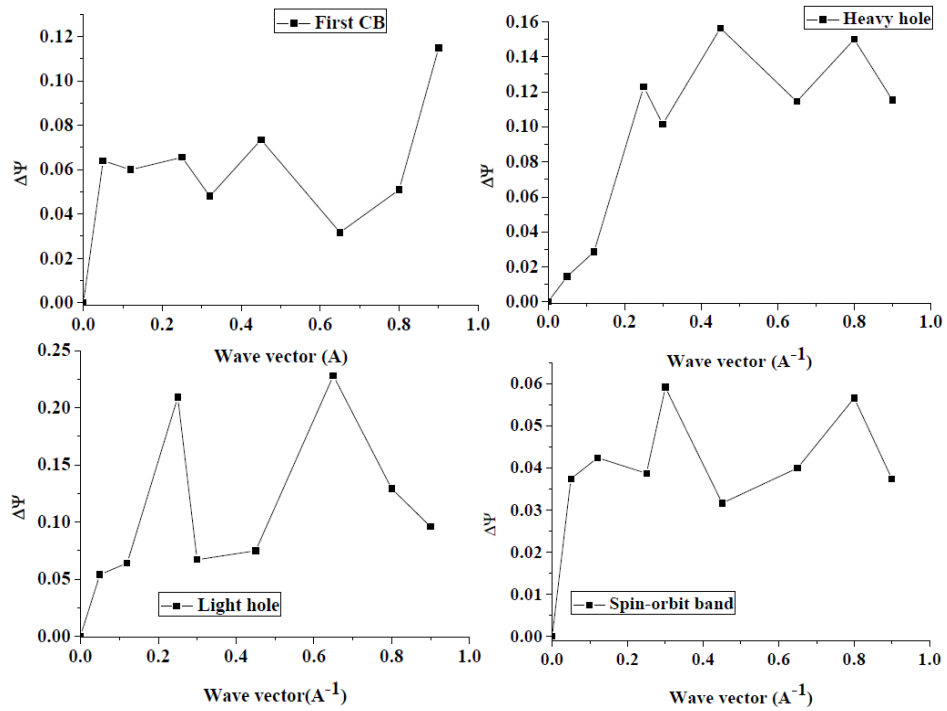 First CB
0.12
0.10
0.08
0.06
0.04
0.02
0.00
ΔΨ
0.0 0.2 0.4 0.6 0.8 1.0
Wave vector (A)
Heavy hole
0.16
0.14
0.12
0.10
0.08
0.06
0.04
0.02
0.00
ΔΨ
0.0 0.2 0.4 0.6 0.8 1.0
Wave vector (A⁻¹)
0.25
0.20
0.15
0.10
0.05
0.00
ΔΨ
Light hole
0.0 0.2 0.4 0.6 0.8 1.0
Wave vector(A⁻¹)
0.06
0.05
0.04
0.03
0.02
0.01
0.00
ΔΨ
Spin-orbit band
0.0 0.2 0.4 0.6 0.8 1.0
Wave vector (A⁻¹)